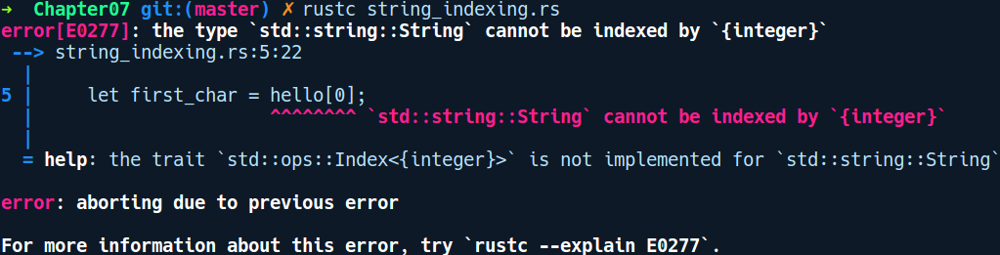 ➜  Chapter07 git:(master) ✗ rustc string_indexing.rs
error[E0277]: the type `std::string::String` cannot be indexed by `{integer}`
 --> string_indexing.rs:5:22
  |
5 |     let first_char = hello[0];
  |                      ^^^^^^^^ `std::string::String` cannot be indexed by `{integer}`
  |
  = help: the trait `std::ops::Index<{integer}>` is not implemented for `std::string::String`
error: aborting due to previous error
For more information about this error, try `rustc --explain E0277`.